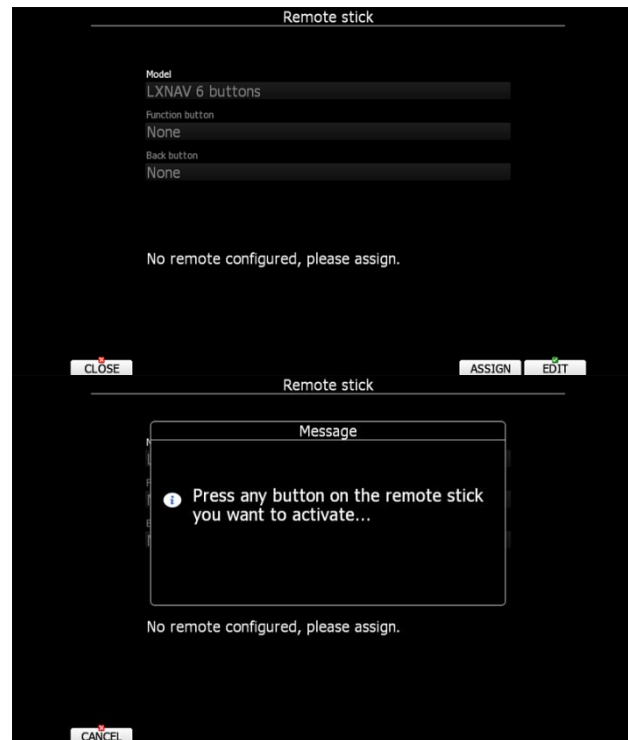 Remote stick
Model
LXNAV 6 buttons
Function button
None
Back button
None
No remote configured, please assign.
CLOSE ASSIGN EDIT
Remote stick
Message
Press any button on the remote stick
you want to activate...
No remote configured, please assign.
CANCEL